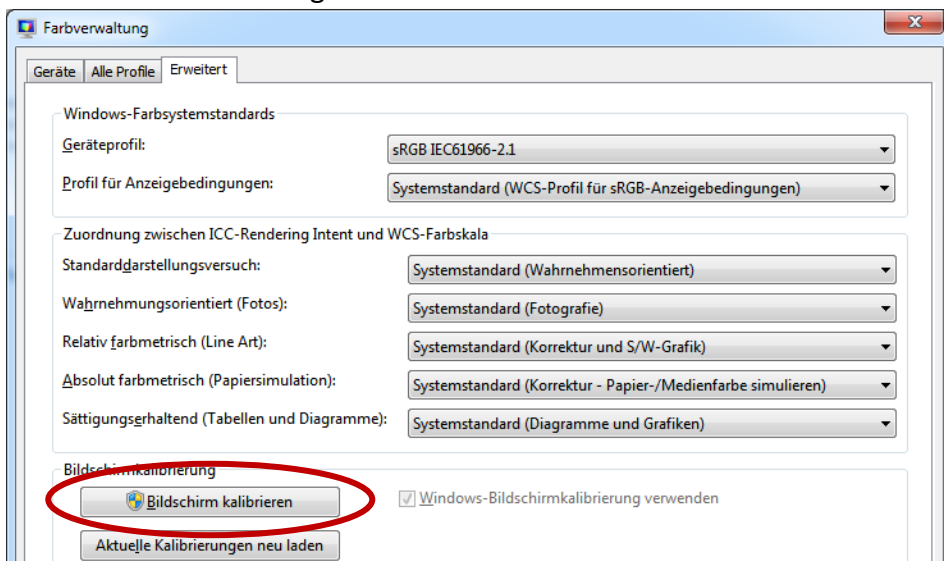 Farbverwaltung
Geräte Alle Profile Erweitert
Windows-Farbsystemstandards
Geräteprofil: sRGB IEC61966-2.1
Profil für Anzeigebedingungen: Systemstandard (WCS-Profil für sRGB-Anzeigebedingungen)
Zuordnung zwischen ICC-Rendering Intent und WCS-Farbskala
Standarddarstellungsversuch: Systemstandard (Wahrnehmensorientiert)
Wahrnehmungsorientiert (Fotos): Systemstandard (Fotografie)
Relativ farbmetrisch (Line Art): Systemstandard (Korrektur und S/W-Grafik)
Absolut farbmetrisch (Papiersimulation): Systemstandard (Korrektur - Papier-/Medienfarbe simulieren)
Sättigungserhaltend (Tabellen und Diagramme): Systemstandard (Diagramme und Grafiken)
Bildschirmkalibrierung
Bildschirm kalibrieren Windows-Bildschirmkalibrierung verwenden
Aktuelle Kalibrierungen neu laden